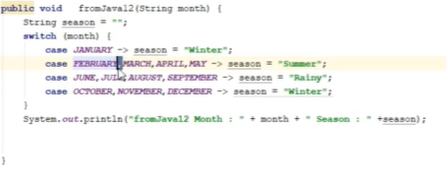 public void fromJaval2(String month) {
String season = "";
switch (month) {
case JANUARY -> season = "Winter";
case FEBRUARY,MARCH,APRIL,MAY -> season = "Summer";
case JUNE,JULY,AUGUST,SEPTEMBER -> season = "Rainy";
case OCTOBER,NOVEMBER,DECEMBER -> season = "Winter";
}
System.out.println("fromJava12 Month : " + month + " Season : " +season);
}